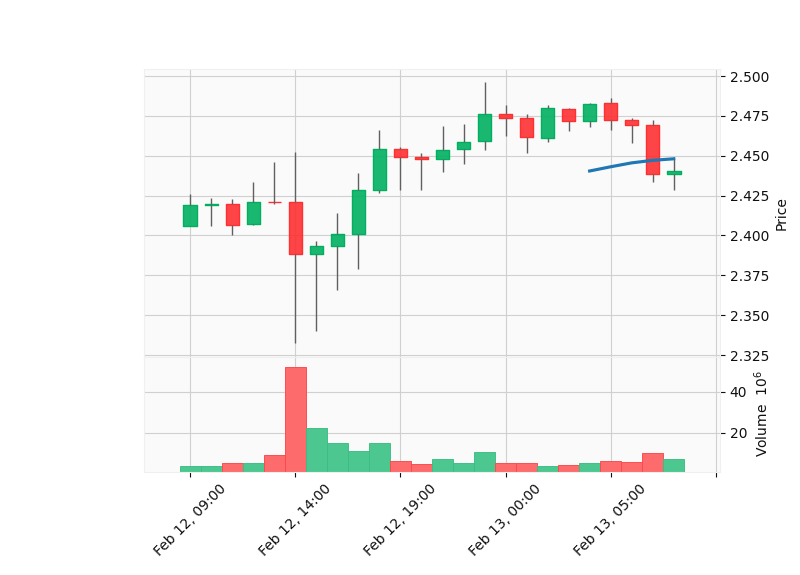 2.500
2.475
2.450
2.425
2.400
2.375
2.350
2.325
Price
40
20
Volume 10⁶
Feb 12, 09:00
Feb 12, 14:00
Feb 12, 19:00
Feb 13, 00:00
Feb 13, 05:00